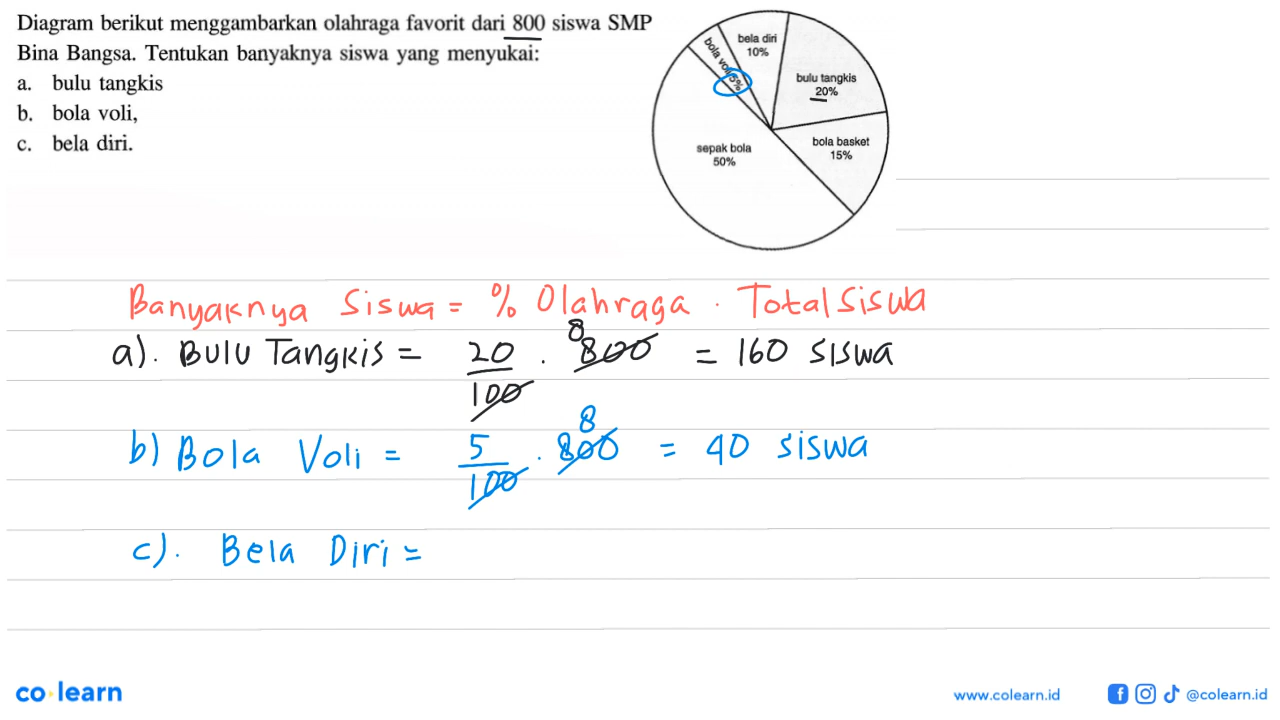 Diagram berikut menggambarkan olahraga favorit dari 800 siswa SMP
Bina Bangsa. Tentukan banyaknya siswa yang menyukai:
a. bulu tangkis
b. bola voli,
c. bela diri.
bola voli 5%
bela diri
10%
bulu tangkis
20%
bola basket
15%
sepak bola
50%
Banyaknya Siswa = % Olahraga . Total Siswa
8
a). Bulu Tangkis = 20/100 . 800 = 160 siswa
8
b) Bola Voli = 5/100 . 800 = 40 siswa
c). Bela Diri =
co learn
www.colearn.id
@colearn.id